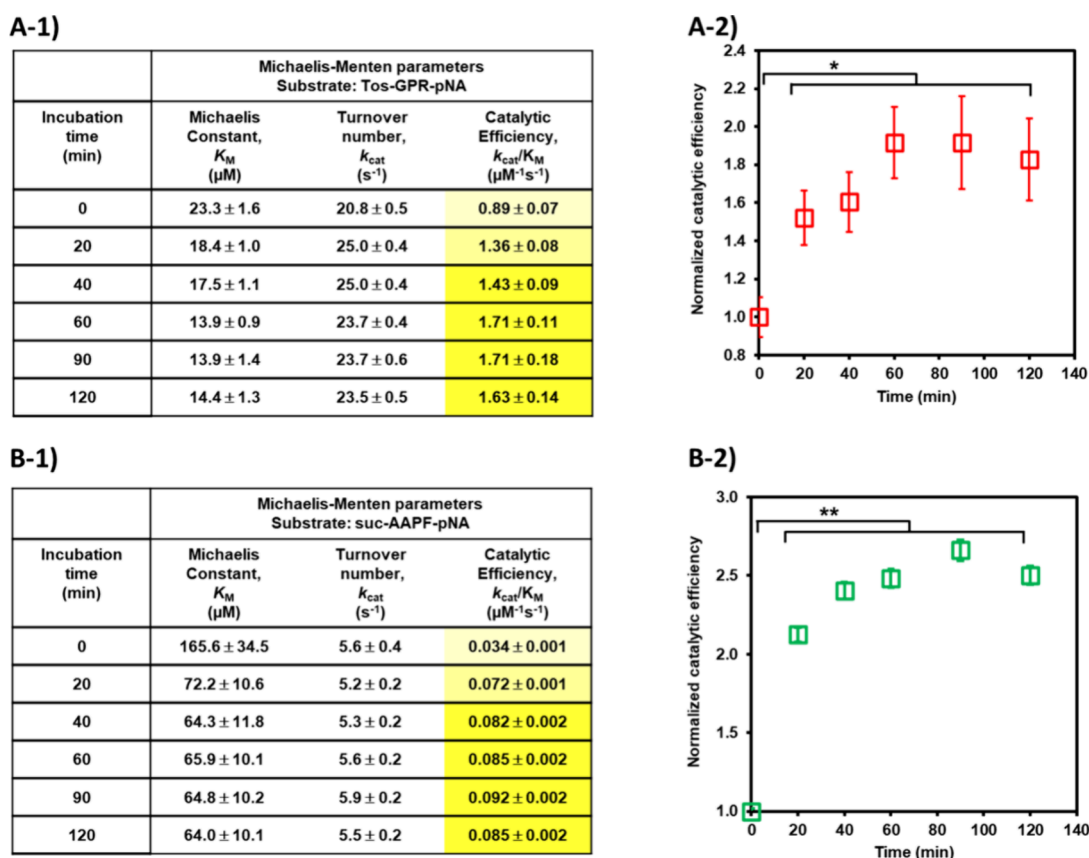 A-1)
Michaelis-Menten parameters
Substrate: Tos-GPR-pNA
Incubation time (min) Michaelis Constant, KM (µM) Turnover number, kcat (s-1) Catalytic Efficiency, kcat/KM (µM-1s-1)
0 23.3 ± 1.6 20.8 ± 0.5 0.89 ± 0.07
20 18.4 ± 1.0 25.0 ± 0.4 1.36 ± 0.08
40 17.5 ± 1.1 25.0 ± 0.4 1.43 ± 0.09
60 13.9 ± 0.9 23.7 ± 0.4 1.71 ± 0.11
90 13.9 ± 1.4 23.7 ± 0.6 1.71 ± 0.18
120 14.4 ± 1.3 23.5 ± 0.5 1.63 ± 0.14
A-2)
Normalized catalytic efficiency
2.4
2.2
2.0
1.8
1.6
1.4
1.2
1.0
0.8
*
0 20 40 60 80 100 120 140
Time (min)
B-1)
Michaelis-Menten parameters
Substrate: suc-AAPF-pNA
Incubation time (min) Michaelis Constant, KM (µM) Turnover number, kcat (s-1) Catalytic Efficiency, kcat/KM (µM-1s-1)
0 165.6 ± 34.5 5.6 ± 0.4 0.034 ± 0.001
20 72.2 ± 10.6 5.2 ± 0.2 0.072 ± 0.001
40 64.3 ± 11.8 5.3 ± 0.2 0.082 ± 0.002
60 65.9 ± 10.1 5.6 ± 0.2 0.085 ± 0.002
90 64.8 ± 10.2 5.9 ± 0.2 0.092 ± 0.002
120 64.0 ± 10.1 5.5 ± 0.2 0.085 ± 0.002
B-2)
Normalized catalytic efficiency
3.0
2.5
2.0
1.5
1.0
**
0 20 40 60 80 100 120 140
Time (min)